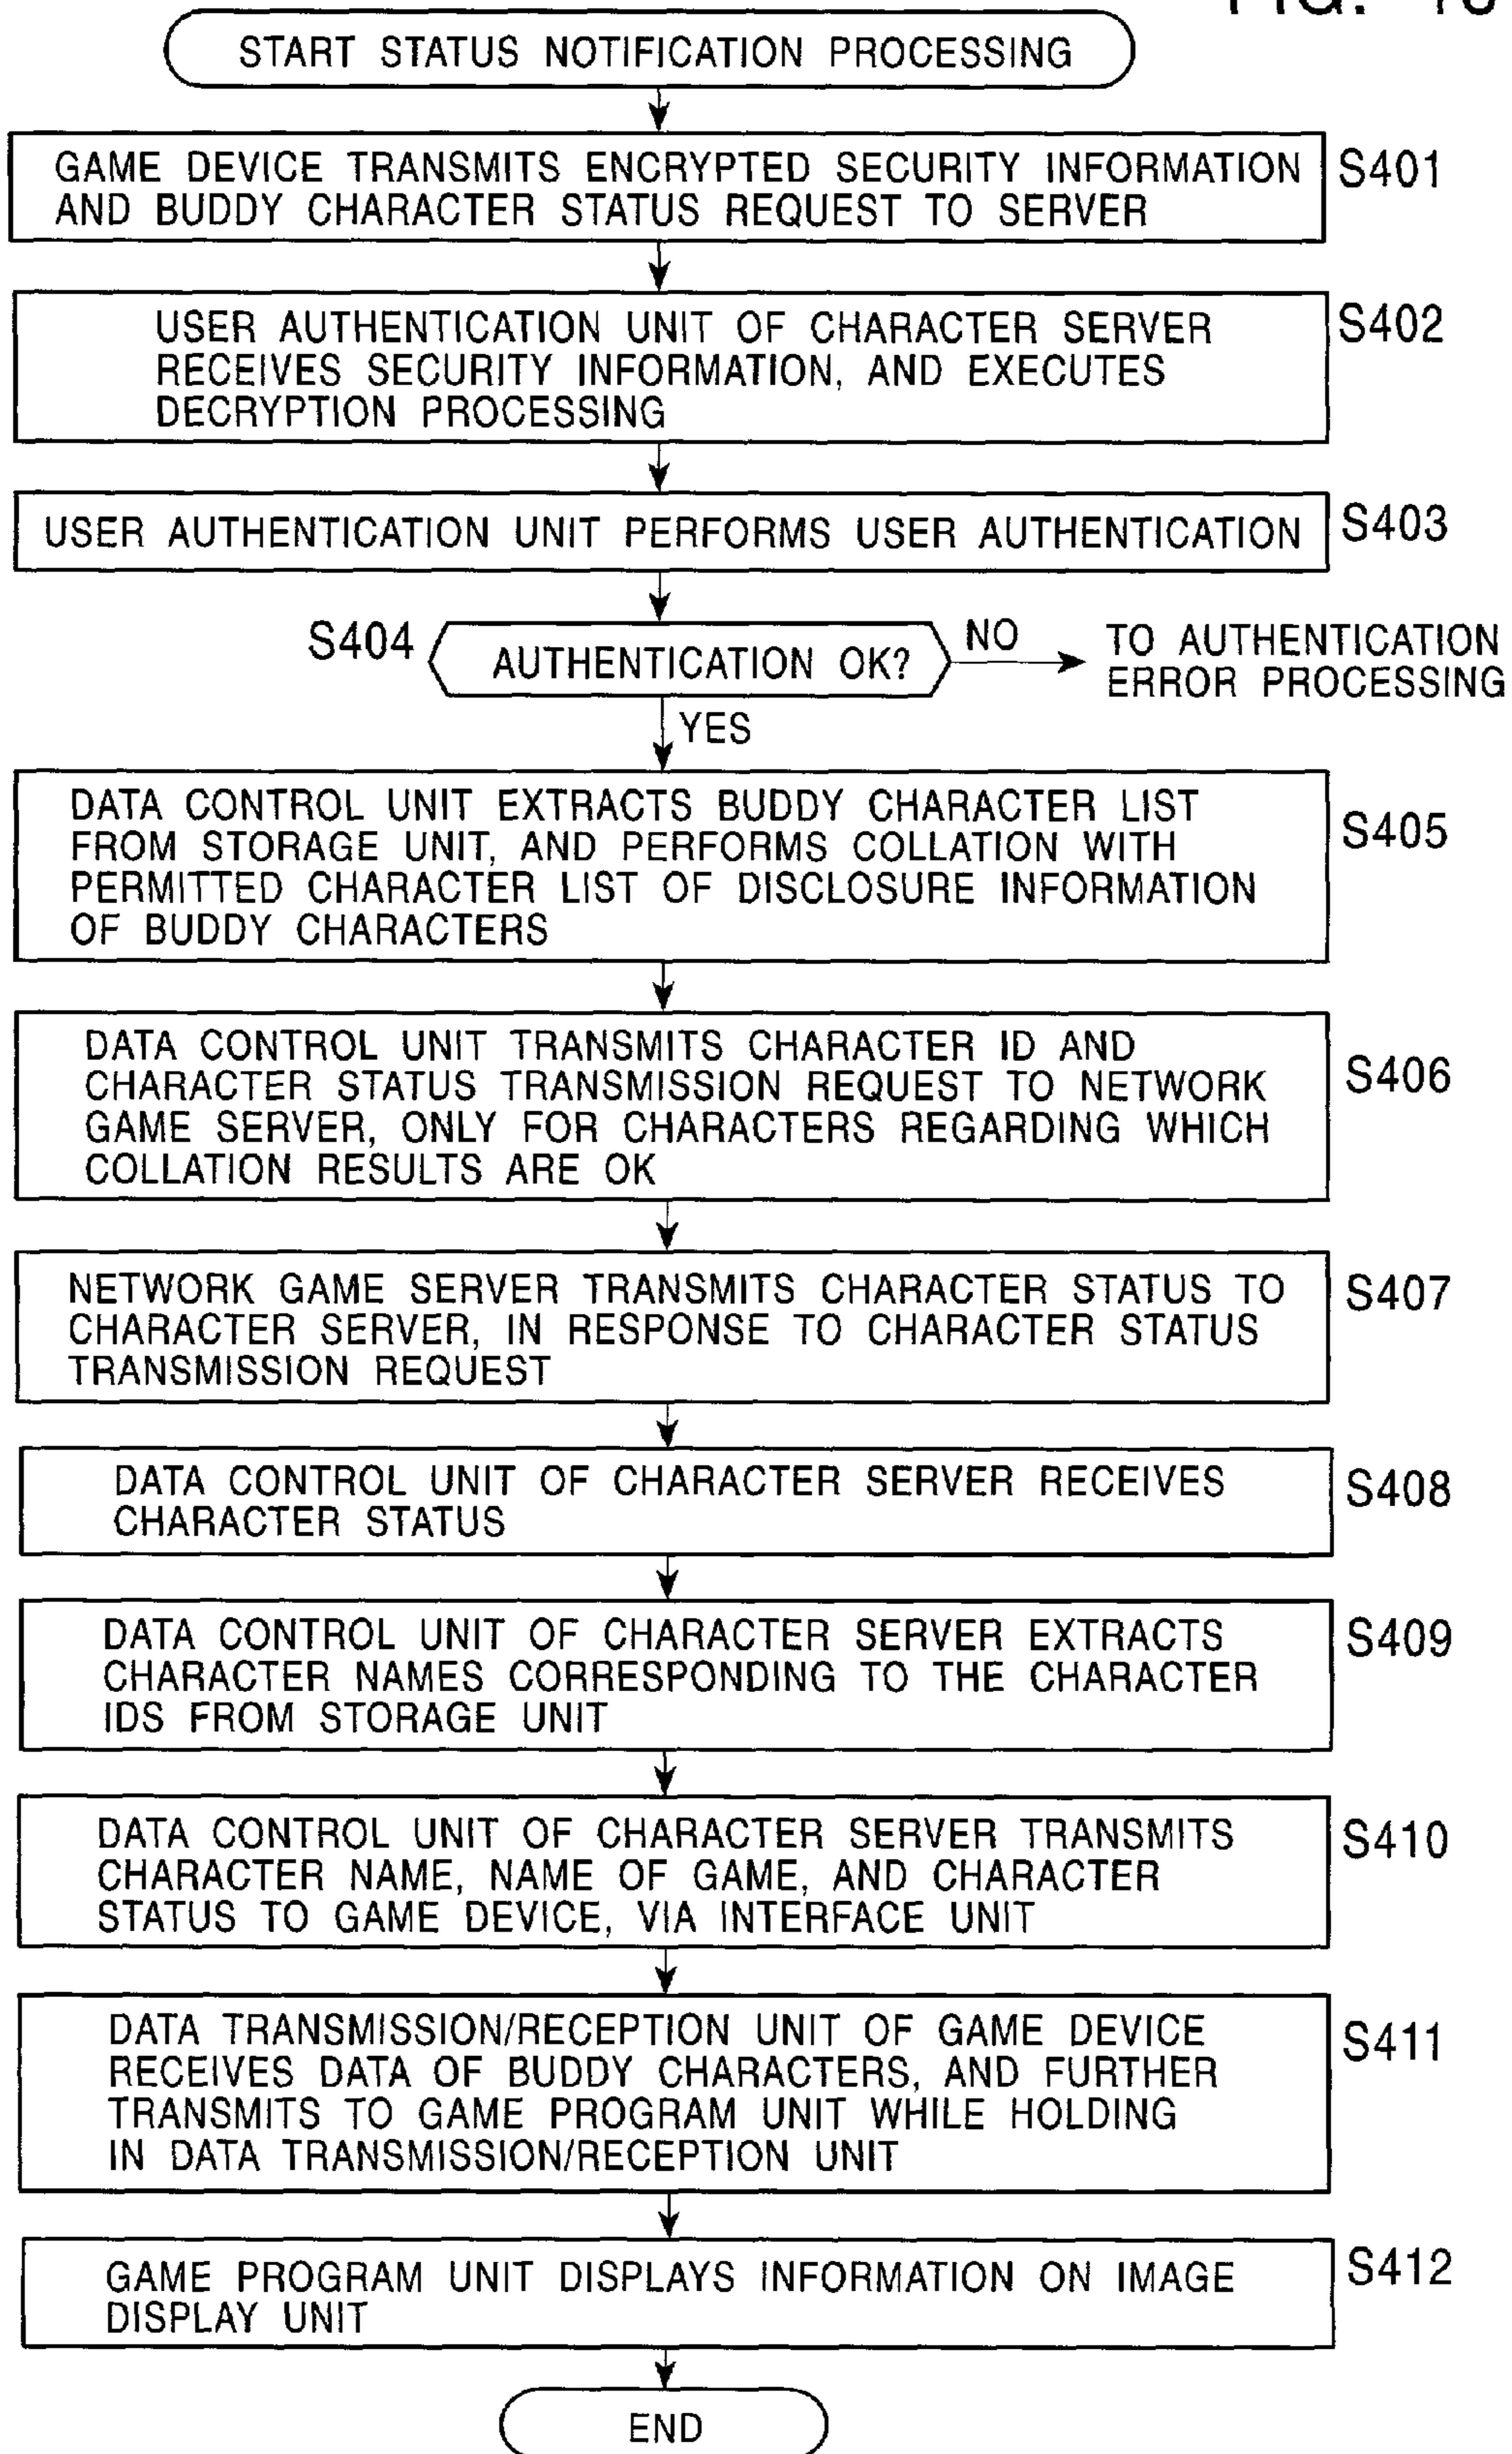 START STATUS NOTIFICATION PROCESSING
GAME DEVICE TRANSMITS ENCRYPTED SECURITY INFORMATION
AND BUDDY CHARACTER STATUS REQUEST TO SERVER
S401
USER AUTHENTICATION UNIT OF CHARACTER SERVER
RECEIVES SECURITY INFORMATION, AND EXECUTES
DECRYPTION PROCESSING
S402
USER AUTHENTICATION UNIT PERFORMS USER AUTHENTICATION
S403
S404
AUTHENTICATION OK?
NO
TO AUTHENTICATION
ERROR PROCESSING
YES
DATA CONTROL UNIT EXTRACTS BUDDY CHARACTER LIST
FROM STORAGE UNIT, AND PERFORMS COLLATION WITH
PERMITTED CHARACTER LIST OF DISCLOSURE INFORMATION
OF BUDDY CHARACTERS
S405
DATA CONTROL UNIT TRANSMITS CHARACTER ID AND
CHARACTER STATUS TRANSMISSION REQUEST TO NETWORK
GAME SERVER, ONLY FOR CHARACTERS REGARDING WHICH
COLLATION RESULTS ARE OK
S406
NETWORK GAME SERVER TRANSMITS CHARACTER STATUS TO
CHARACTER SERVER, IN RESPONSE TO CHARACTER STATUS
TRANSMISSION REQUEST
S407
DATA CONTROL UNIT OF CHARACTER SERVER RECEIVES
CHARACTER STATUS
S408
DATA CONTROL UNIT OF CHARACTER SERVER EXTRACTS
CHARACTER NAMES CORRESPONDING TO THE CHARACTER
IDS FROM STORAGE UNIT
S409
DATA CONTROL UNIT OF CHARACTER SERVER TRANSMITS
CHARACTER NAME, NAME OF GAME, AND CHARACTER
STATUS TO GAME DEVICE, VIA INTERFACE UNIT
S410
DATA TRANSMISSION/RECEPTION UNIT OF GAME DEVICE
RECEIVES DATA OF BUDDY CHARACTERS, AND FURTHER
TRANSMITS TO GAME PROGRAM UNIT WHILE HOLDING
IN DATA TRANSMISSION/RECEPTION UNIT
S411
GAME PROGRAM UNIT DISPLAYS INFORMATION ON IMAGE
DISPLAY UNIT
S412
END